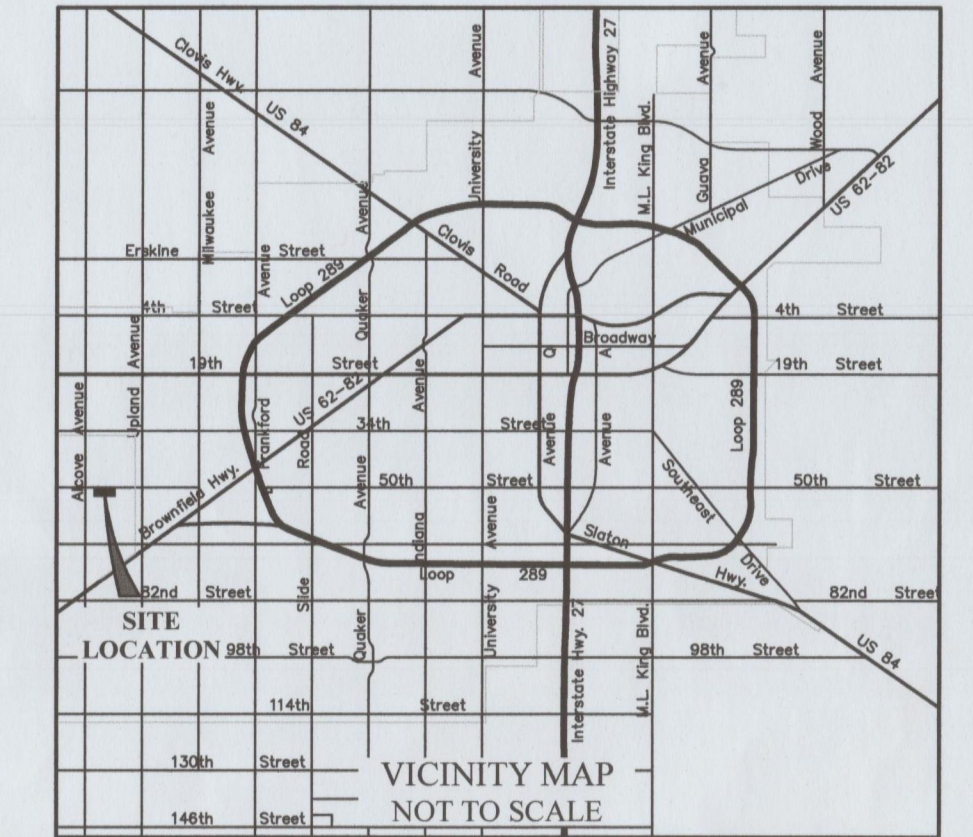 Clovis Hwy.
US 84
Avenue
Interstate Highway 27
Avenue
Avenue
Milwaukee Avenue
University
M.L. King Blvd.
Guava
Wood
Drive
US 62-82
Municipal
Avenue
Clovis Road
Erskine Street
Avenue
Loop 289
4th Street
Quaker
4th Street
Upland Avenue
Broadway
Q
A
19th Street
19th Street
US 62-82
Avenue
Alcove Avenue
Frankford
Road
34th Street
Avenue
Avenue
Loop 289
Southeast Drive
Avenue
50th Street
50th Street
Brownfield Hwy.
Avenue
Indiana
Slaton Hwy.
Loop 289
82nd Street
Slide
82nd Street
SITE
LOCATION
98th Street
Quaker
University
Interstate Hwy. 27
M.L. King Blvd.
98th Street
US 84
114th Street
130th Street
VICINITY MAP
NOT TO SCALE
146th Street